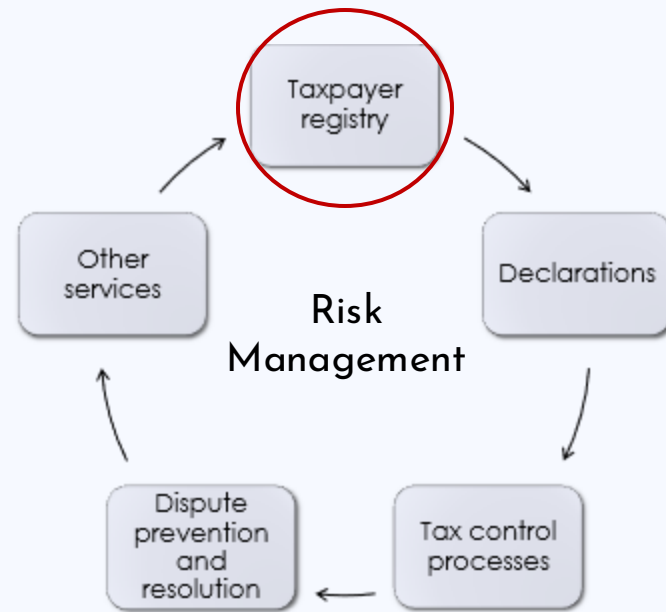 Taxpayer
registry
Other
services
Declarations
Risk
Management
Dispute
prevention
and
resolution
Tax control
processes